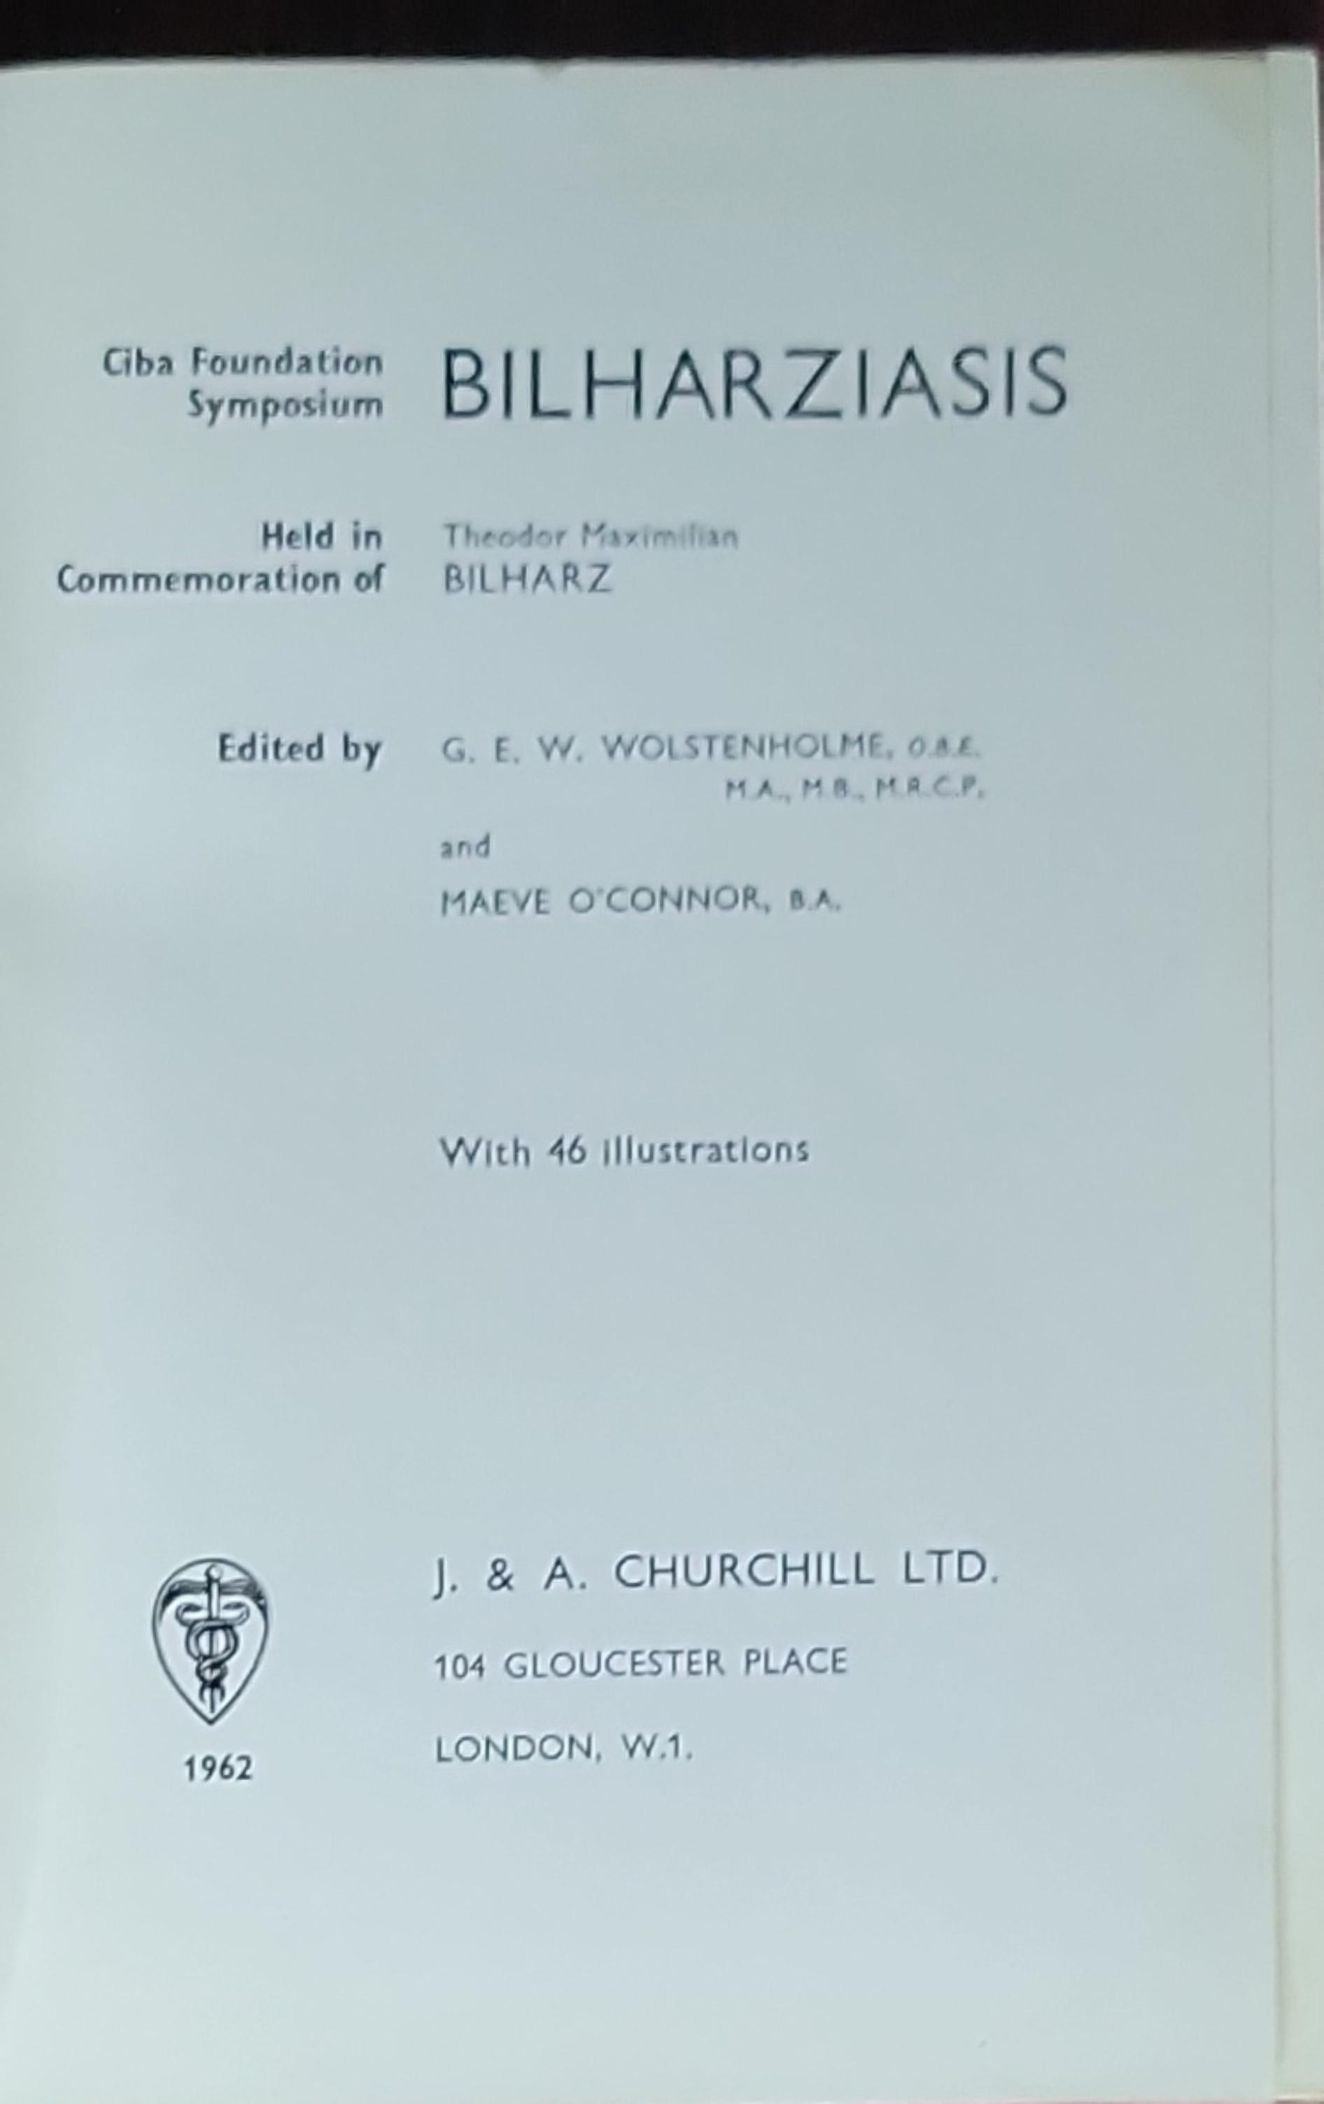 Ciba Foundation
Symposium
BILHARZIASIS
Held in
Commemoration of
Theodor Maximilian
BILHARZ
Edited by
G. E. W. WOLSTENHOLME, O.B.E.
M.A., M.B., M.R.C.P.
and
MAEVE O'CONNOR, B.A.
With 46 illustrations
J. & A. CHURCHILL LTD.
104 GLOUCESTER PLACE
LONDON, W.1.
1962